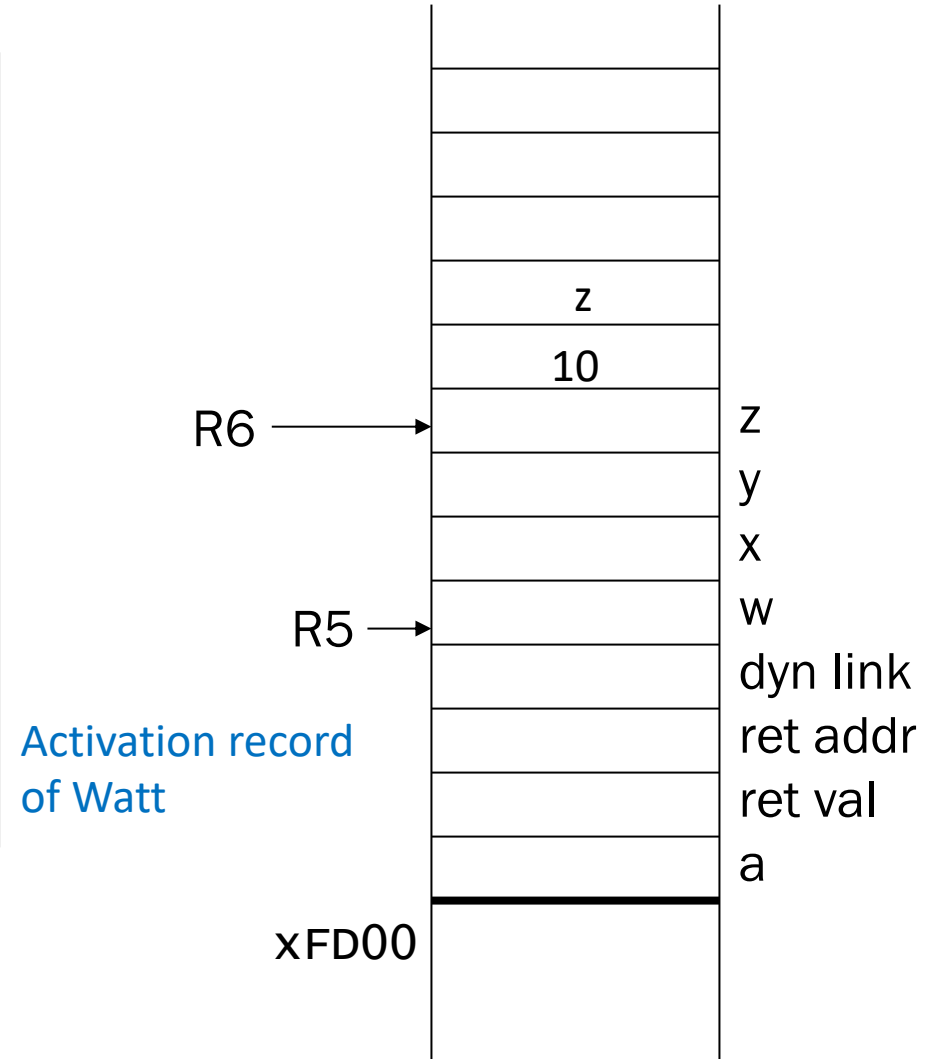 z
10
R6
z
y
x
R5
w
dyn link
Activation record
of Watt
ret addr
ret val
a
xFD00